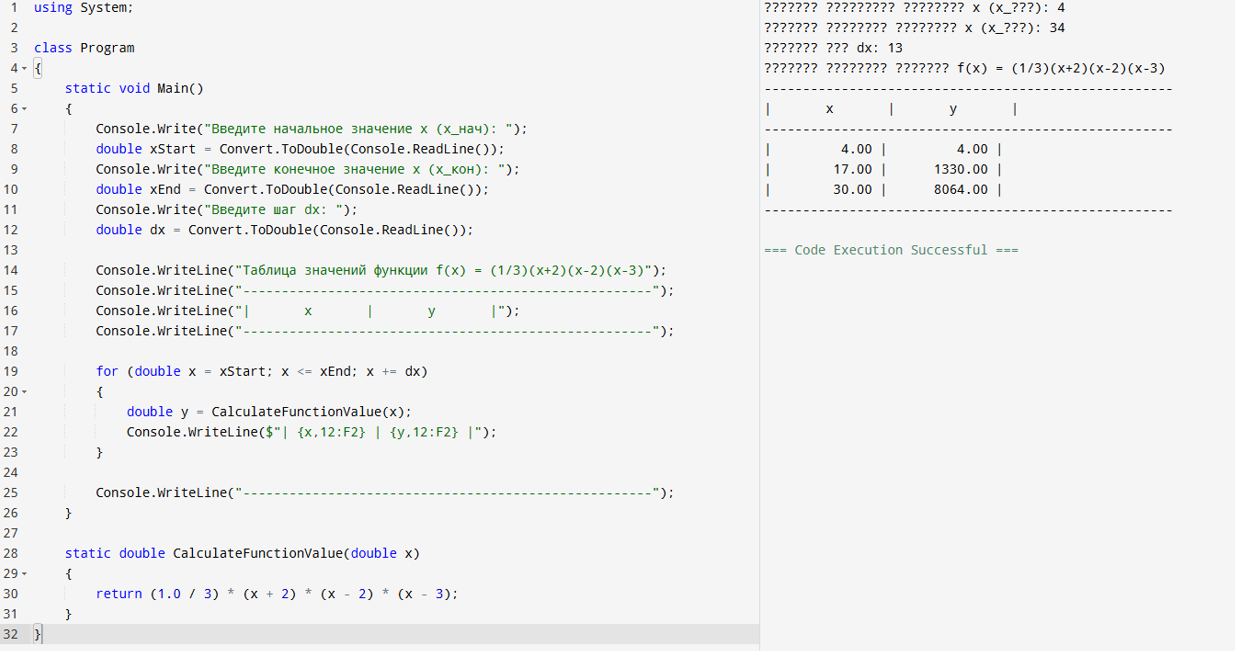 1 using System;
2
3 class Program
4 {
5     static void Main()
6     {
7         Console.Write("Введите начальное значение x (x_нач): ");
8         double xStart = Convert.ToDouble(Console.ReadLine());
9         Console.Write("Введите конечное значение x (x_кон): ");
10         double xEnd = Convert.ToDouble(Console.ReadLine());
11         Console.Write("Введите шаг dx: ");
12         double dx = Convert.ToDouble(Console.ReadLine());
13
14         Console.WriteLine("Таблица значений функции f(x) = (1/3)(x+2)(x-2)(x-3)");
15         Console.WriteLine("-----------------------------------------------------");
16         Console.WriteLine("|       x       |       y       |");
17         Console.WriteLine("-----------------------------------------------------");
18
19         for (double x = xStart; x <= xEnd; x += dx)
20         {
21             double y = CalculateFunctionValue(x);
22             Console.WriteLine($"| {x,12:F2} | {y,12:F2} |");
23         }
24
25         Console.WriteLine("-----------------------------------------------------");
26     }
27
28     static double CalculateFunctionValue(double x)
29     {
30         return (1.0 / 3) * (x + 2) * (x - 2) * (x - 3);
31     }
32 }
??????? ????????? ???????? x (x_???): 4
??????? ???????? ???????? x (x_???): 34
??????? ??? dx: 13
??????? ???????? ??????? f(x) = (1/3)(x+2)(x-2)(x-3)
-----------------------------------------------------
|       x       |       y       |
-----------------------------------------------------
|         4.00 |         4.00 |
|        17.00 |      1330.00 |
|        30.00 |      8064.00 |
-----------------------------------------------------
=== Code Execution Successful ===